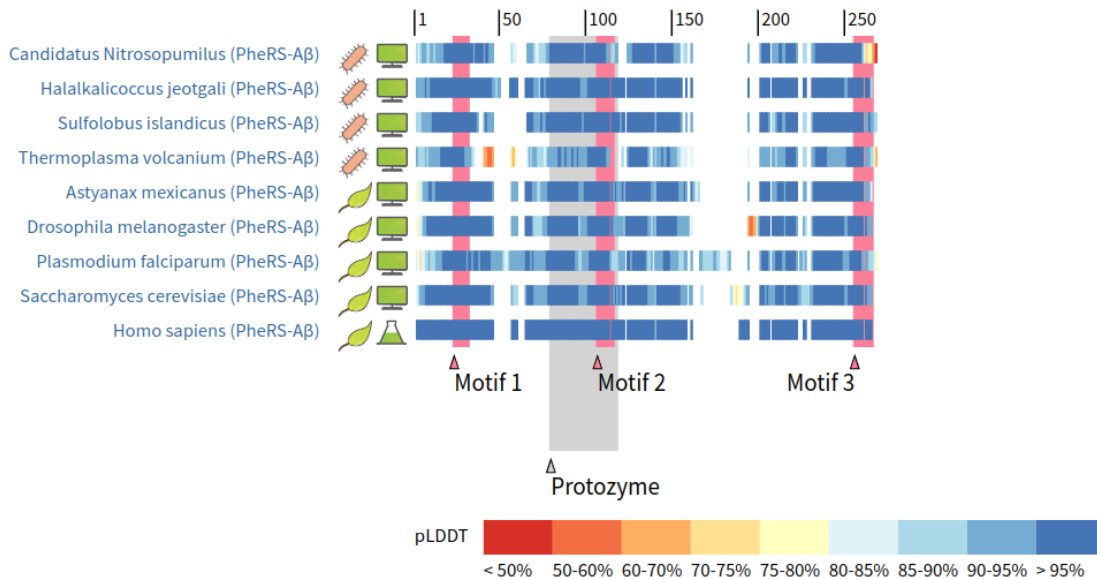 1 50 100 150 200 250
Candidatus Nitrosopumilus (PheRS-Aβ)
Halalkalicoccus jeotgali (PheRS-Aβ)
Sulfolobus islandicus (PheRS-Aβ)
Thermoplasma volcanium (PheRS-Aβ)
Astyanax mexicanus (PheRS-Aβ)
Drosophila melanogaster (PheRS-Aβ)
Plasmodium falciparum (PheRS-Aβ)
Saccharomyces cerevisiae (PheRS-Aβ)
Homo sapiens (PheRS-Aβ)
Motif 1 Motif 2 Motif 3
Protozyme
pLDDT
< 50% 50-60% 60-70% 70-75% 75-80% 80-85% 85-90% 90-95% > 95%